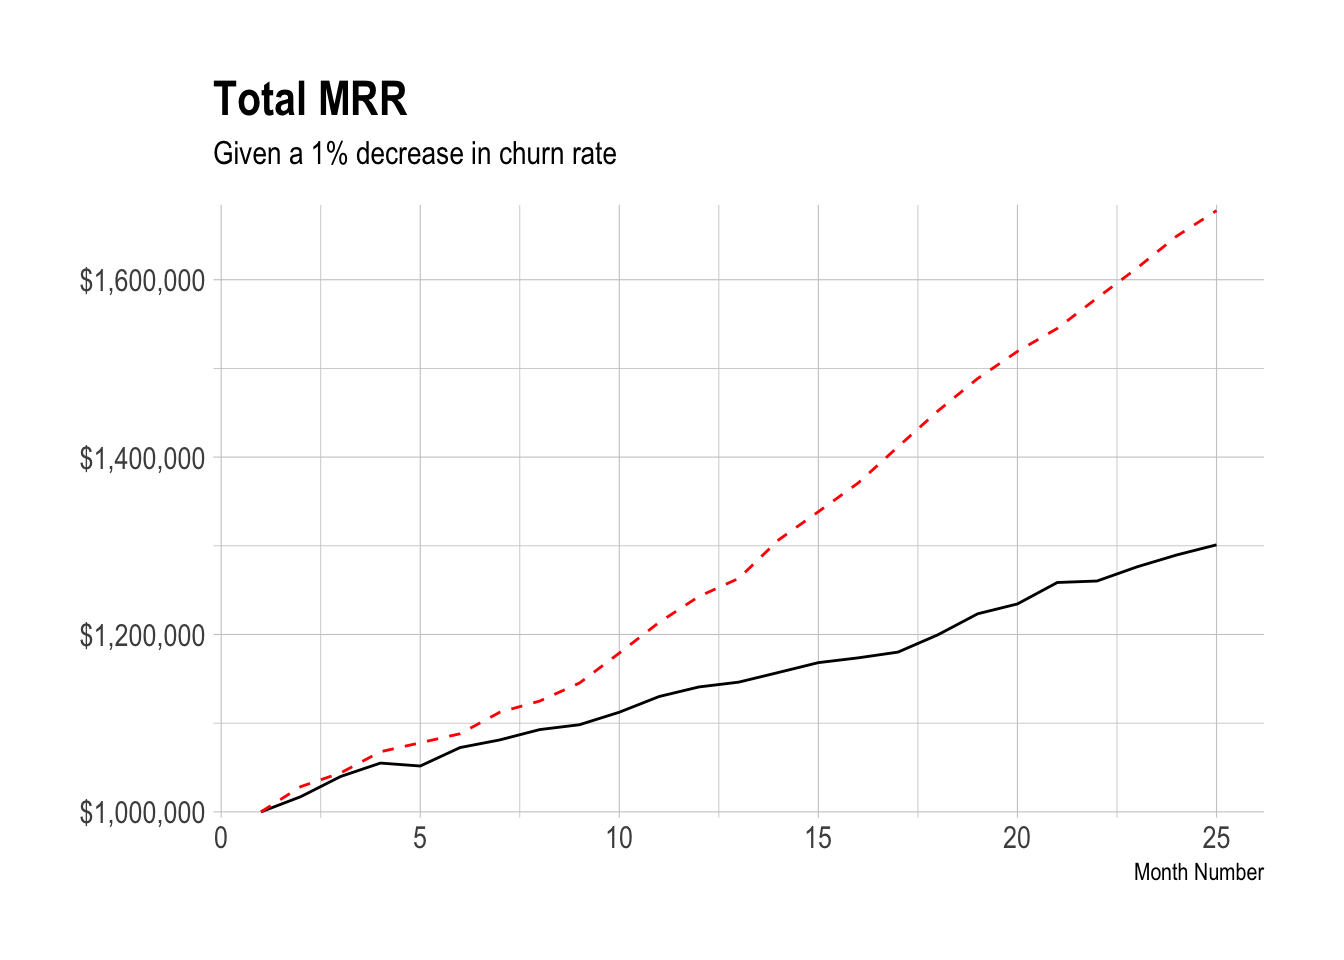 Total MRR
Given a 1% decrease in churn rate
$1,600,000
$1,400,000
$1,200,000
$1,000,000
0 5 10 15 20 25
Month Number